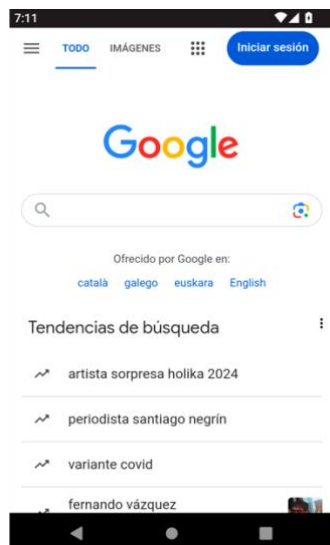 7:11
TODO IMÁGENES Iniciar sesión
Google
Ofrecido por Google en:
català galego euskara English
Tendencias de búsqueda
artista sorpresa holika 2024
periodista santiago negrín
variante covid
fernando vázquez